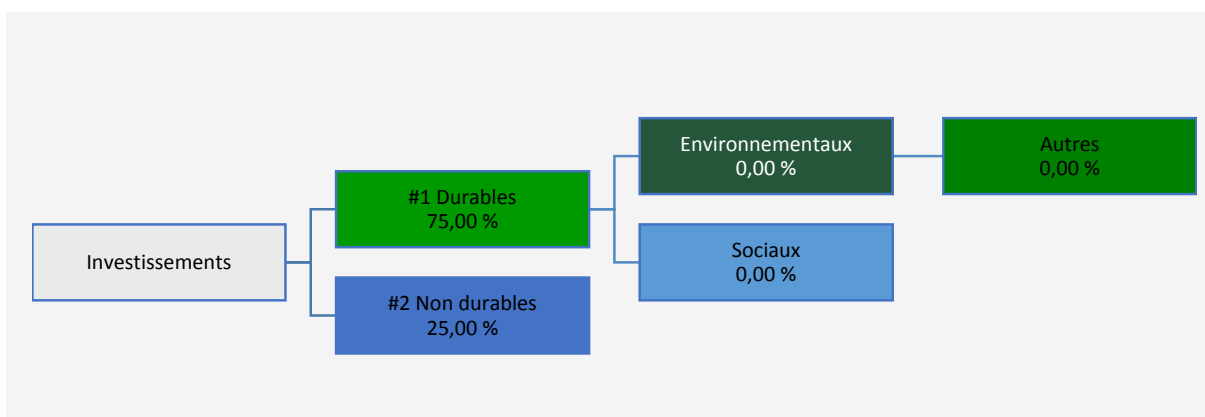 Investissements
#1 Durables
75,00 %
#2 Non durables
25,00 %
Environnementaux
0,00 %
Sociaux
0,00 %
Autres
0,00 %